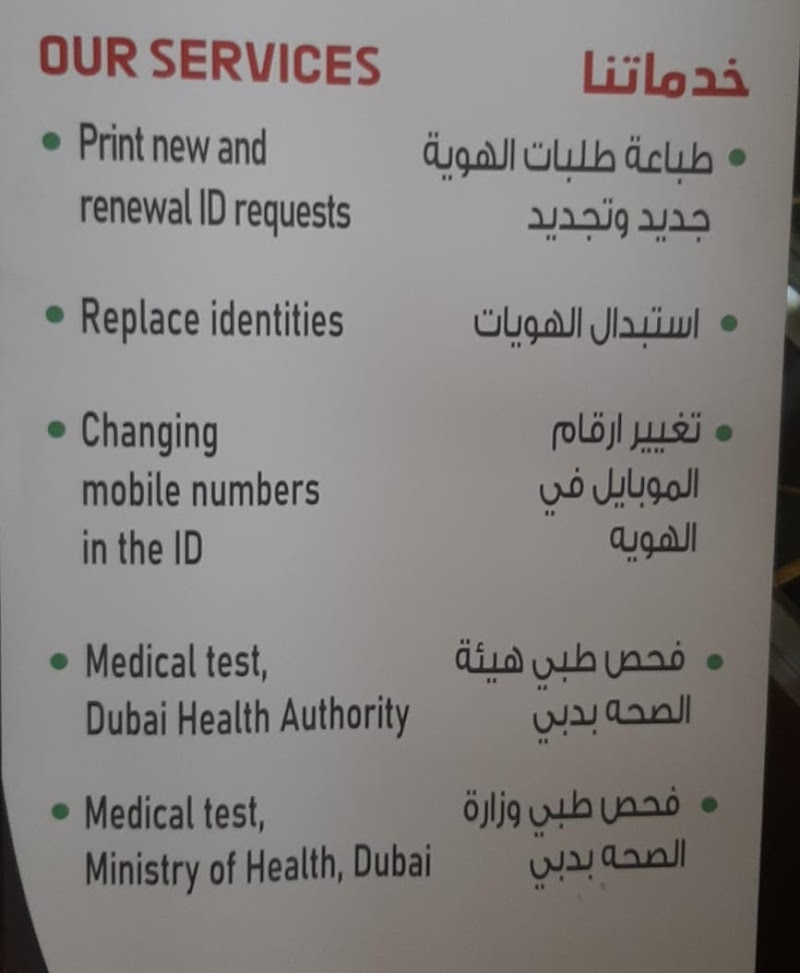 OUR SERVICES
خدماتنا
Print new and
renewal ID requests
طباعة طلبات الهوية
جديد وتجديد
Replace identities
استبدال الهويات
Changing
mobile numbers
in the ID
تغيير ارقام
الموبايل في
الهويه
Medical test,
Dubai Health Authority
فحص طبي هيئة
الصحه بدبي
Medical test,
Ministry of Health, Dubai
فحص طبي وزارة
الصحه بدبي